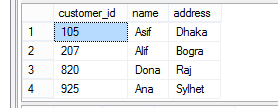 customer_id name address
1 105 Asif Dhaka
2 207 Alif Bogra
3 820 Dona Raj
4 925 Ana Sylhet